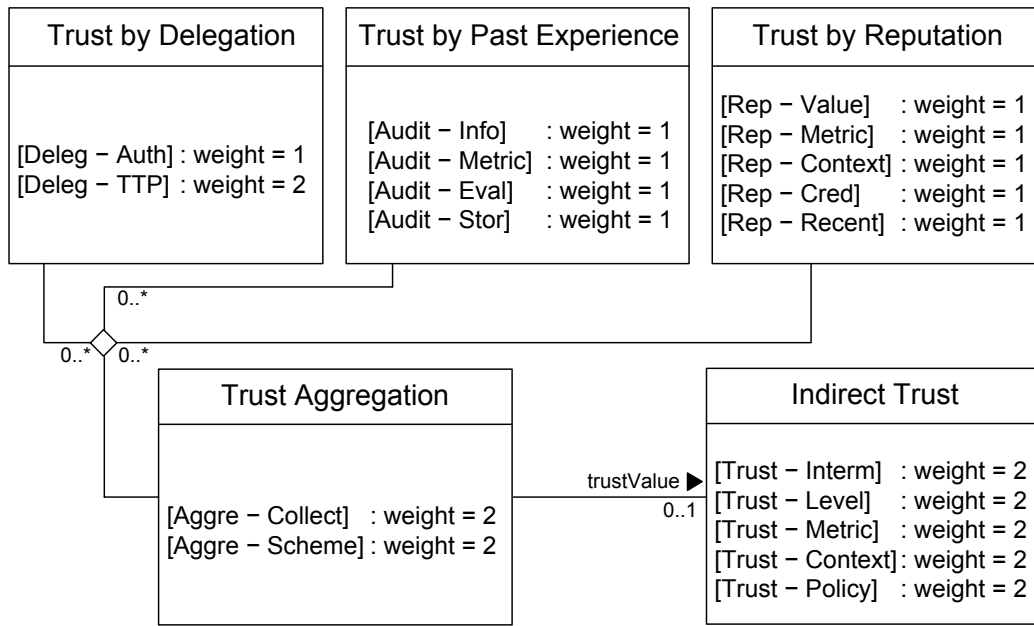 Trust by Delegation
[Deleg − Auth] : weight = 1
[Deleg − TTP] : weight = 2
Trust by Past Experience
[Audit − Info] : weight = 1
[Audit − Metric] : weight = 1
[Audit − Eval] : weight = 1
[Audit − Stor] : weight = 1
Trust by Reputation
[Rep − Value] : weight = 1
[Rep − Metric] : weight = 1
[Rep − Context] : weight = 1
[Rep − Cred] : weight = 1
[Rep − Recent] : weight = 1
0..*
0..*
0..*
Trust Aggregation
[Aggre − Collect] : weight = 2
[Aggre − Scheme] : weight = 2
trustValue
0..1
Indirect Trust
[Trust − Interm] : weight = 2
[Trust − Level] : weight = 2
[Trust − Metric] : weight = 2
[Trust − Context] : weight = 2
[Trust − Policy] : weight = 2